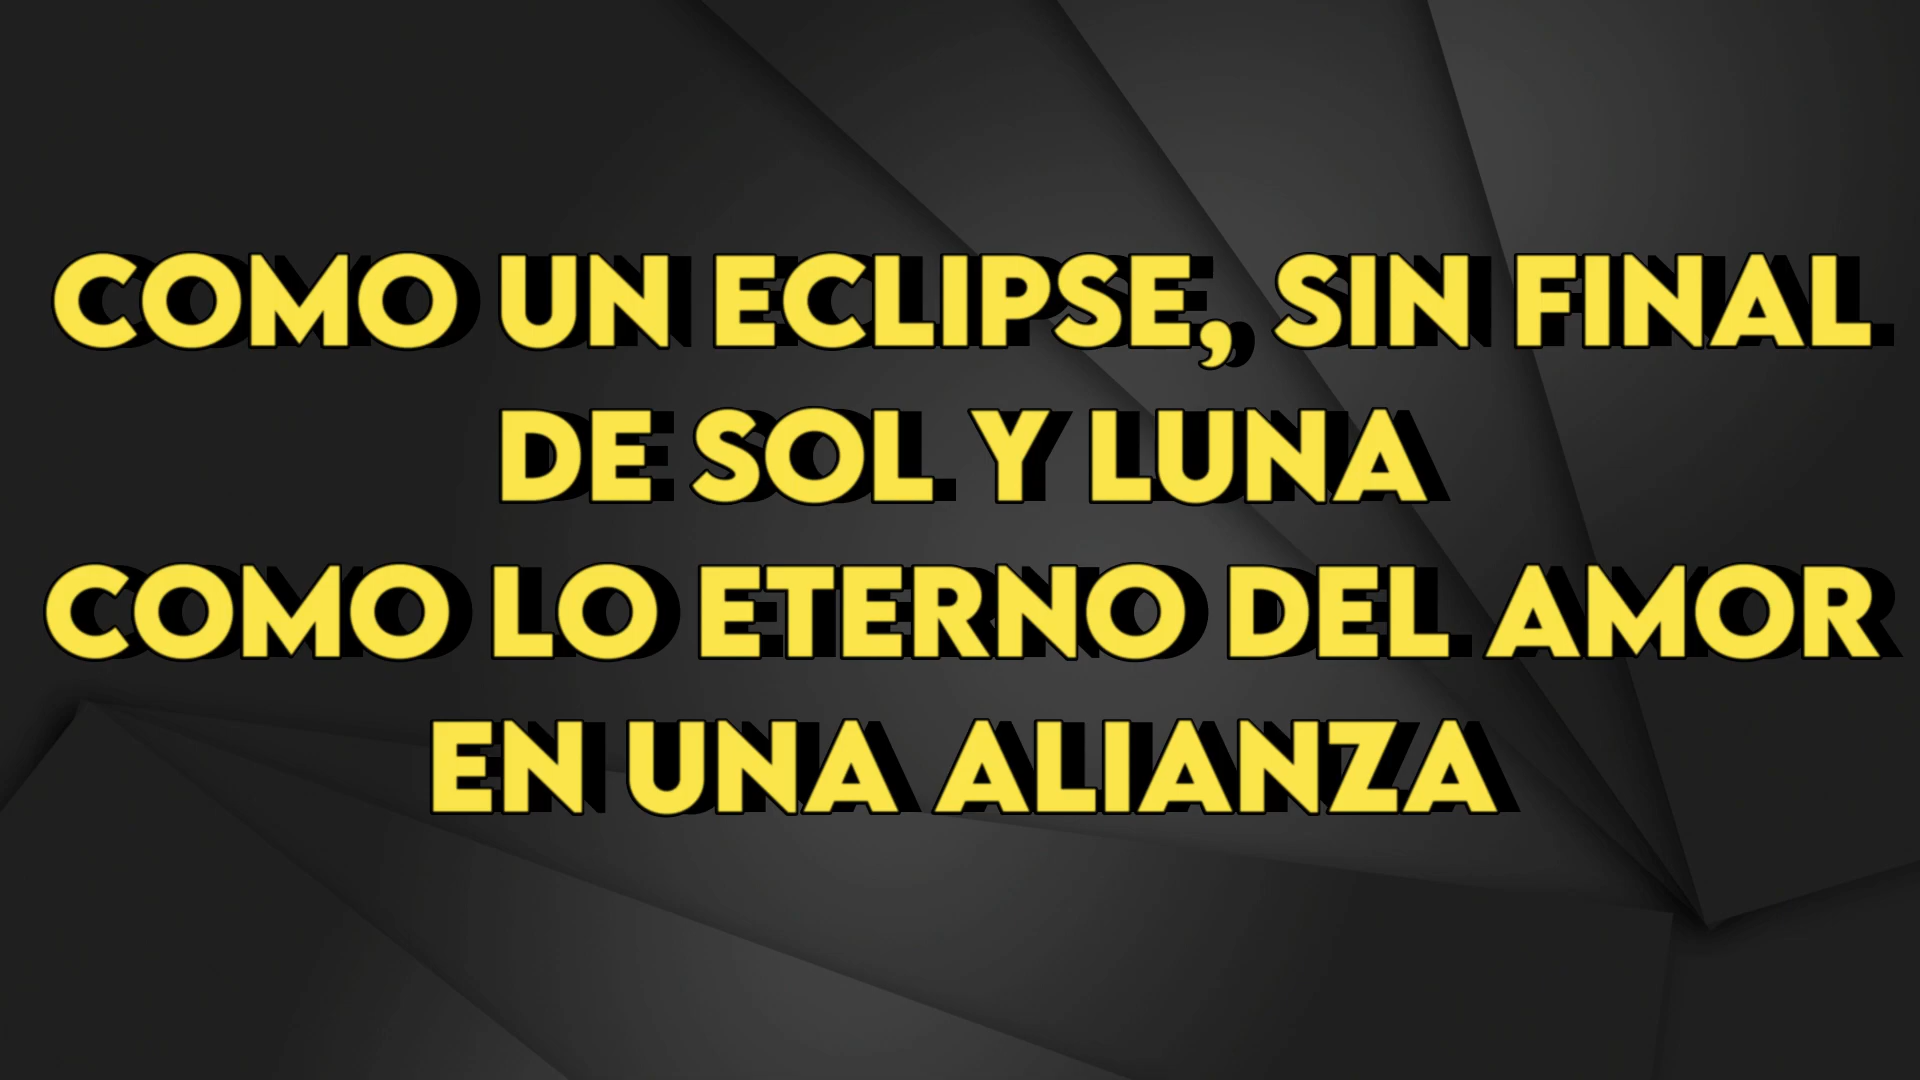 COMO UN ECLIPSE, SIN FINAL
DE SOL Y LUNA
COMO LO ETERNO DEL AMOR
EN UNA ALIANZA